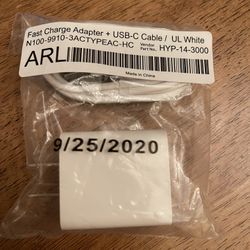 Fast Charge Adapter + USB-C Cable / UL White
N100-9910-3ACTYPEAC-HC Vendor Part No. HYP-14-3000
ARLI
Made in China
9/25/2020